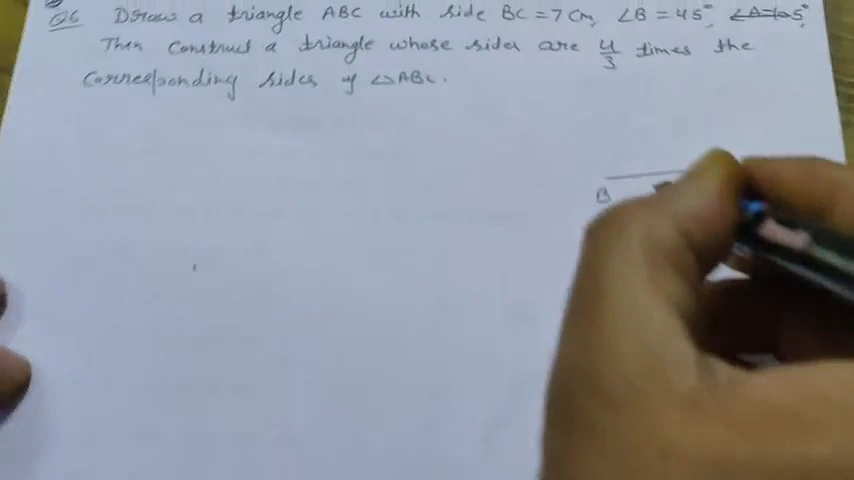 Q6 Draw a triangle ABC with side BC = 7 cm, ∠B = 45°, ∠A = 105°,
Then construct a triangle whose sides are 4/3 times the
corresponding sides of △ABC.
B